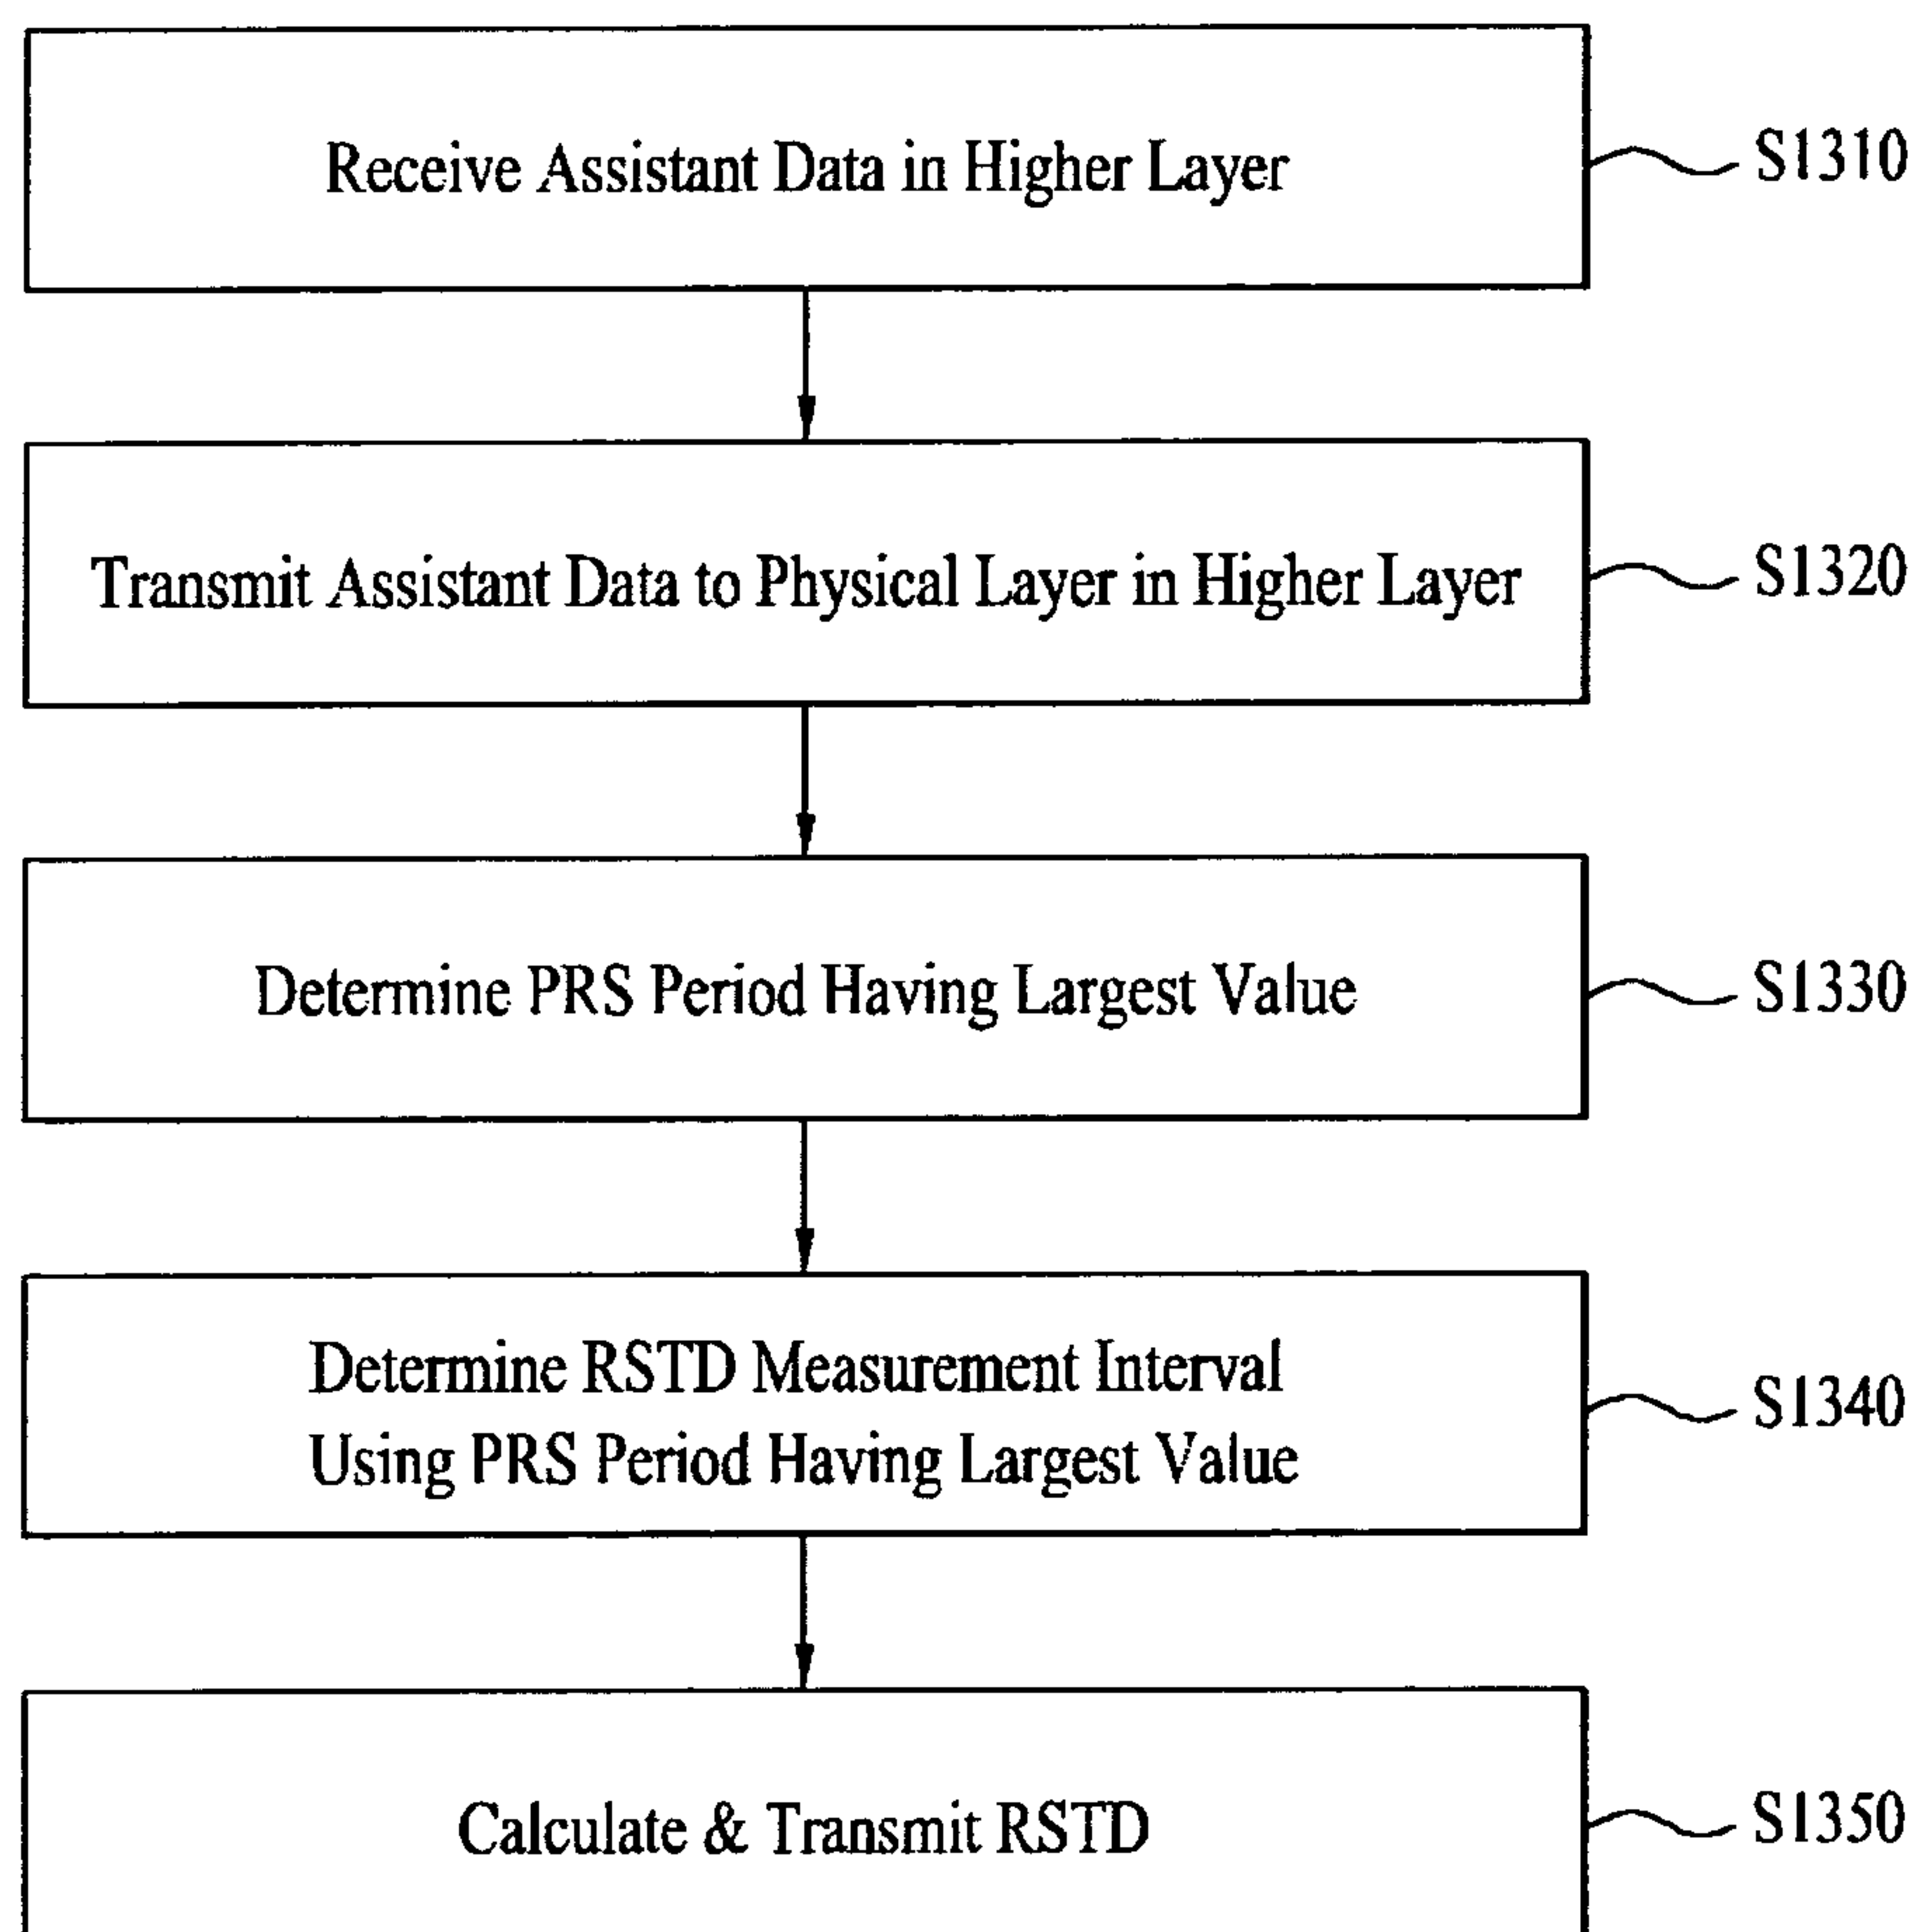 Receive Assistant Data in Higher Layer
S1310
Transmit Assistant Data to Physical Layer in Higher Layer
S1320
Determine PRS Period Having Largest Value
S1330
Determine RSTD Measurement Interval
Using PRS Period Having Largest Value
S1340
Calculate & Transmit RSTD
S1350